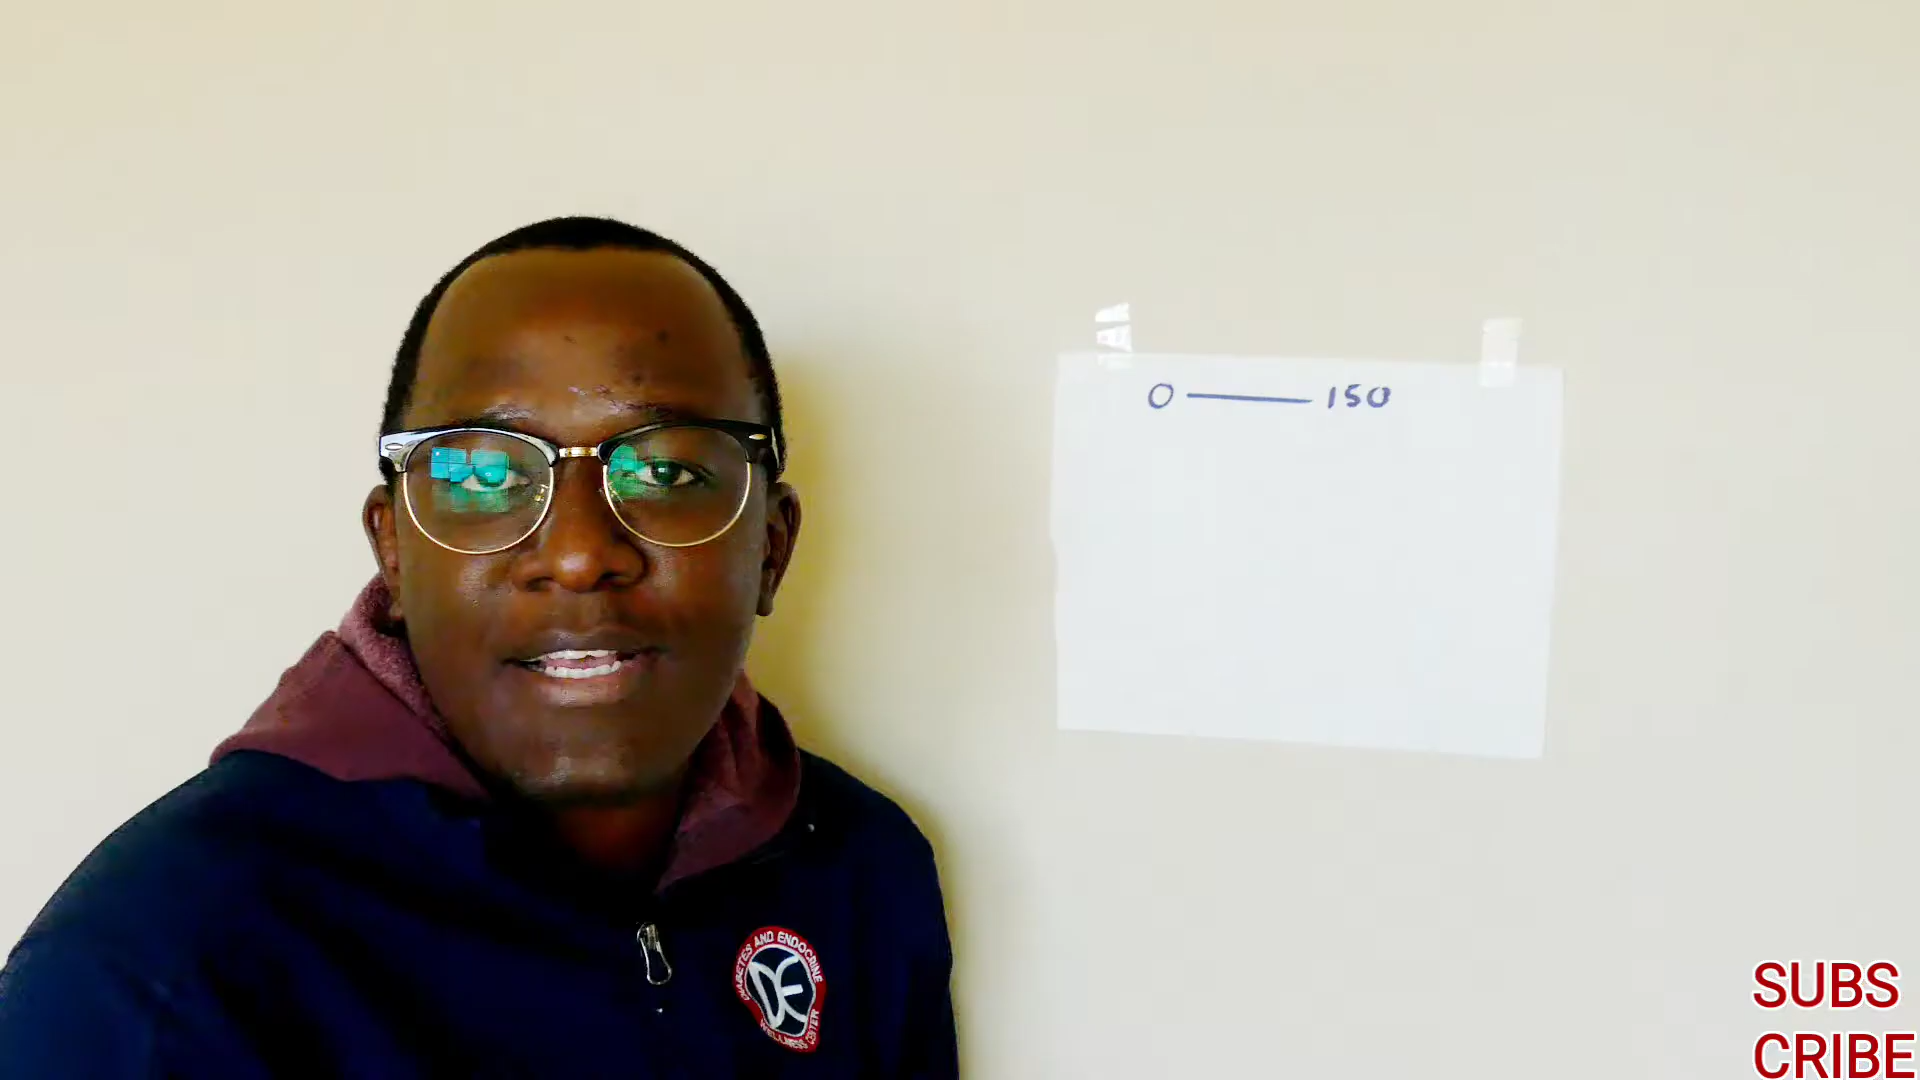 0 — 150
DIABETES AND ENDOCRINE
DE
WELLNESS CENTER
SUBS
CRIBE